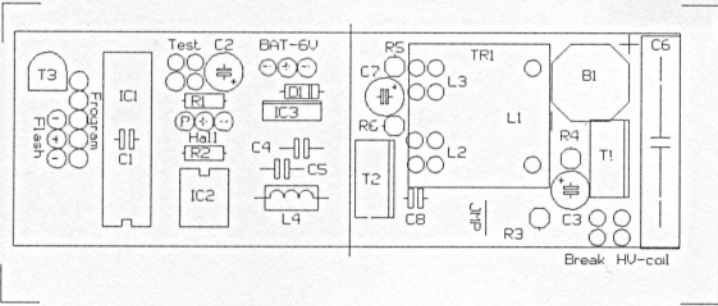 Test C2 BAT-6V
R5 TR1 C6
T3 C7 B1
IC1 L3
R1 D1
Program IC3
Flash P L1
Hall R6 R4
C1 R2 C4 L2 T1
C5
IC2 T2
L4 C8 Jmp R3 C3
Break HV-coil